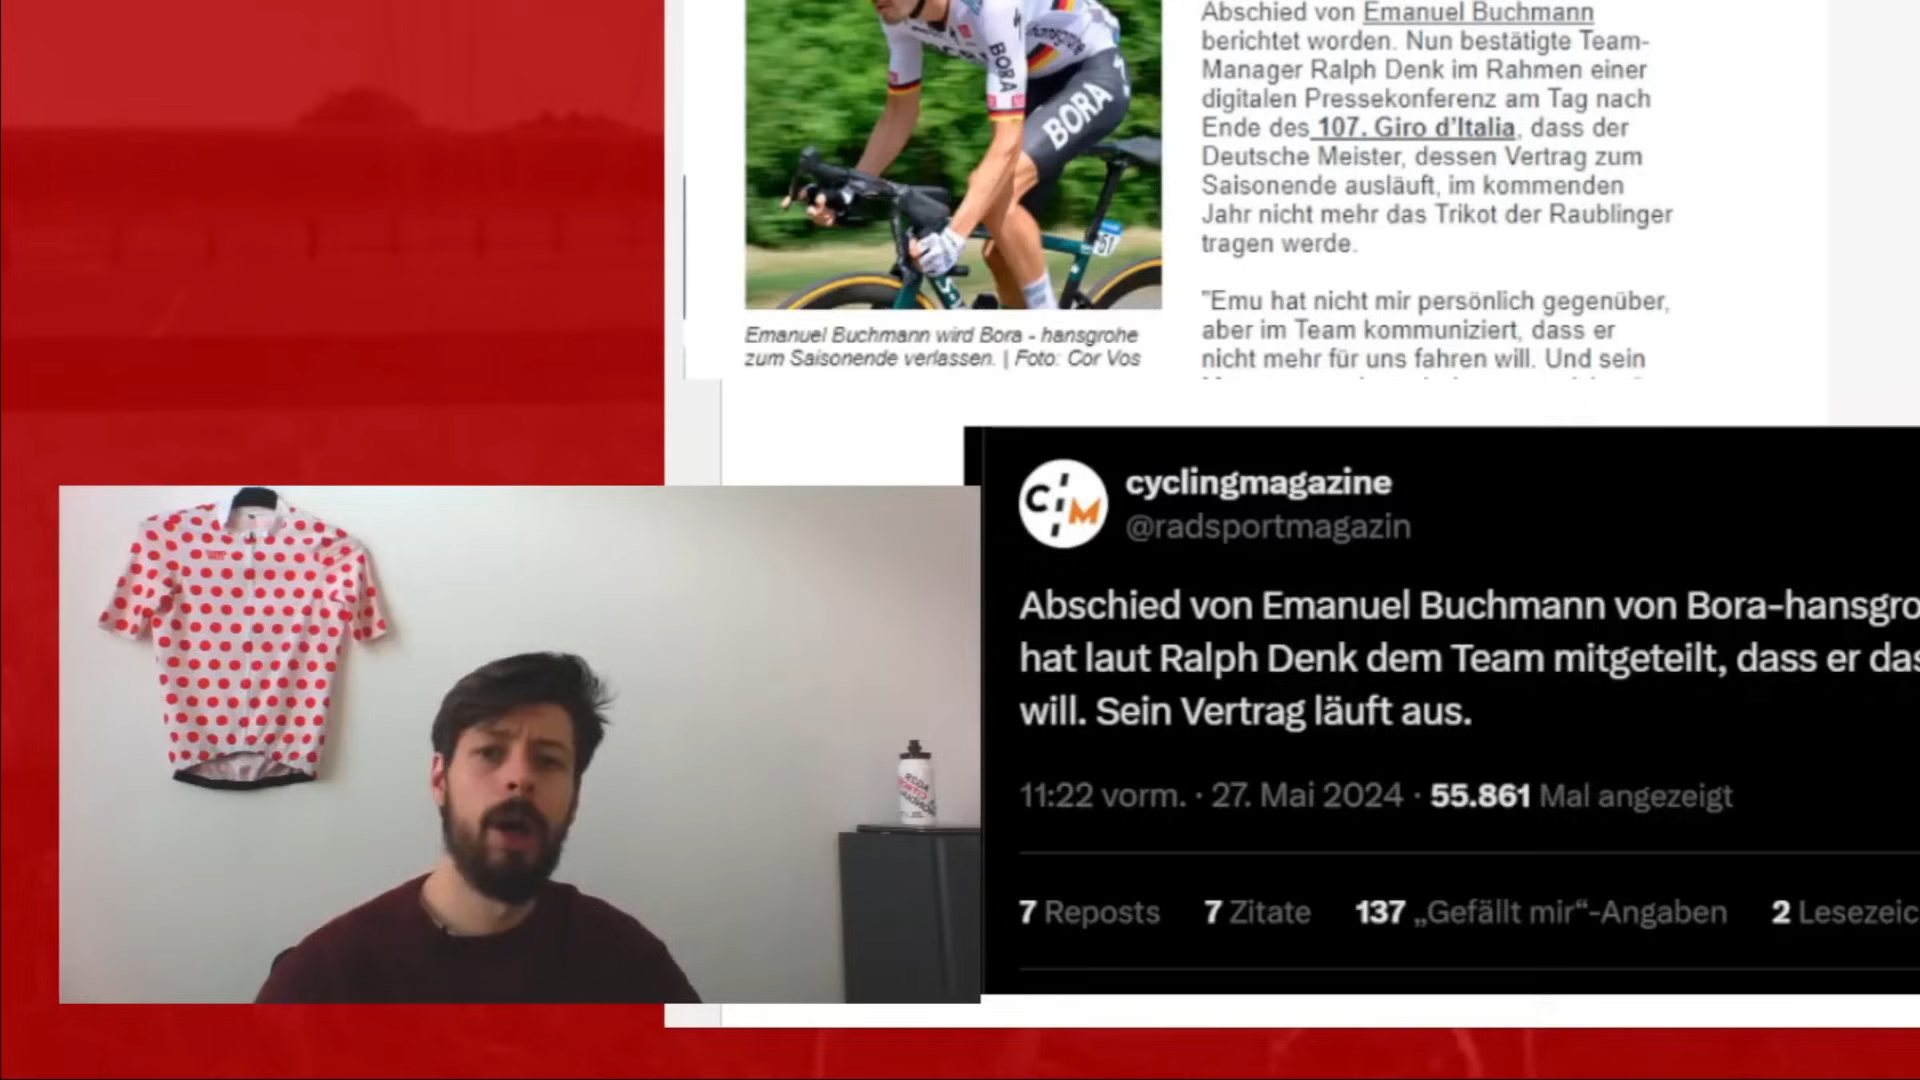 Abschied von Emanuel Buchmann
berichtet worden. Nun bestätigte Team-
Manager Ralph Denk im Rahmen einer
digitalen Pressekonferenz am Tag nach
Ende des 107. Giro d'Italia, dass der
Deutsche Meister, dessen Vertrag zum
Saisonende ausläuft, im kommenden
Jahr nicht mehr das Trikot der Raublinger
tragen werde.
"Emu hat nicht mir persönlich gegenüber,
aber im Team kommuniziert, dass er
nicht mehr für uns fahren will. Und sein
BORA
BORA
51
Emanuel Buchmann wird Bora - hansgrohe
zum Saisonende verlassen. | Foto: Cor Vos
C M
cyclingmagazine
@radsportmagazin
Abschied von Emanuel Buchmann von Bora-hansgro
hat laut Ralph Denk dem Team mitgeteilt, dass er das
will. Sein Vertrag läuft aus.
11:22 vorm. · 27. Mai 2024 · 55.861 Mal angezeigt
7 Reposts 7 Zitate 137 „Gefällt mir“-Angaben 2 Lesezeic